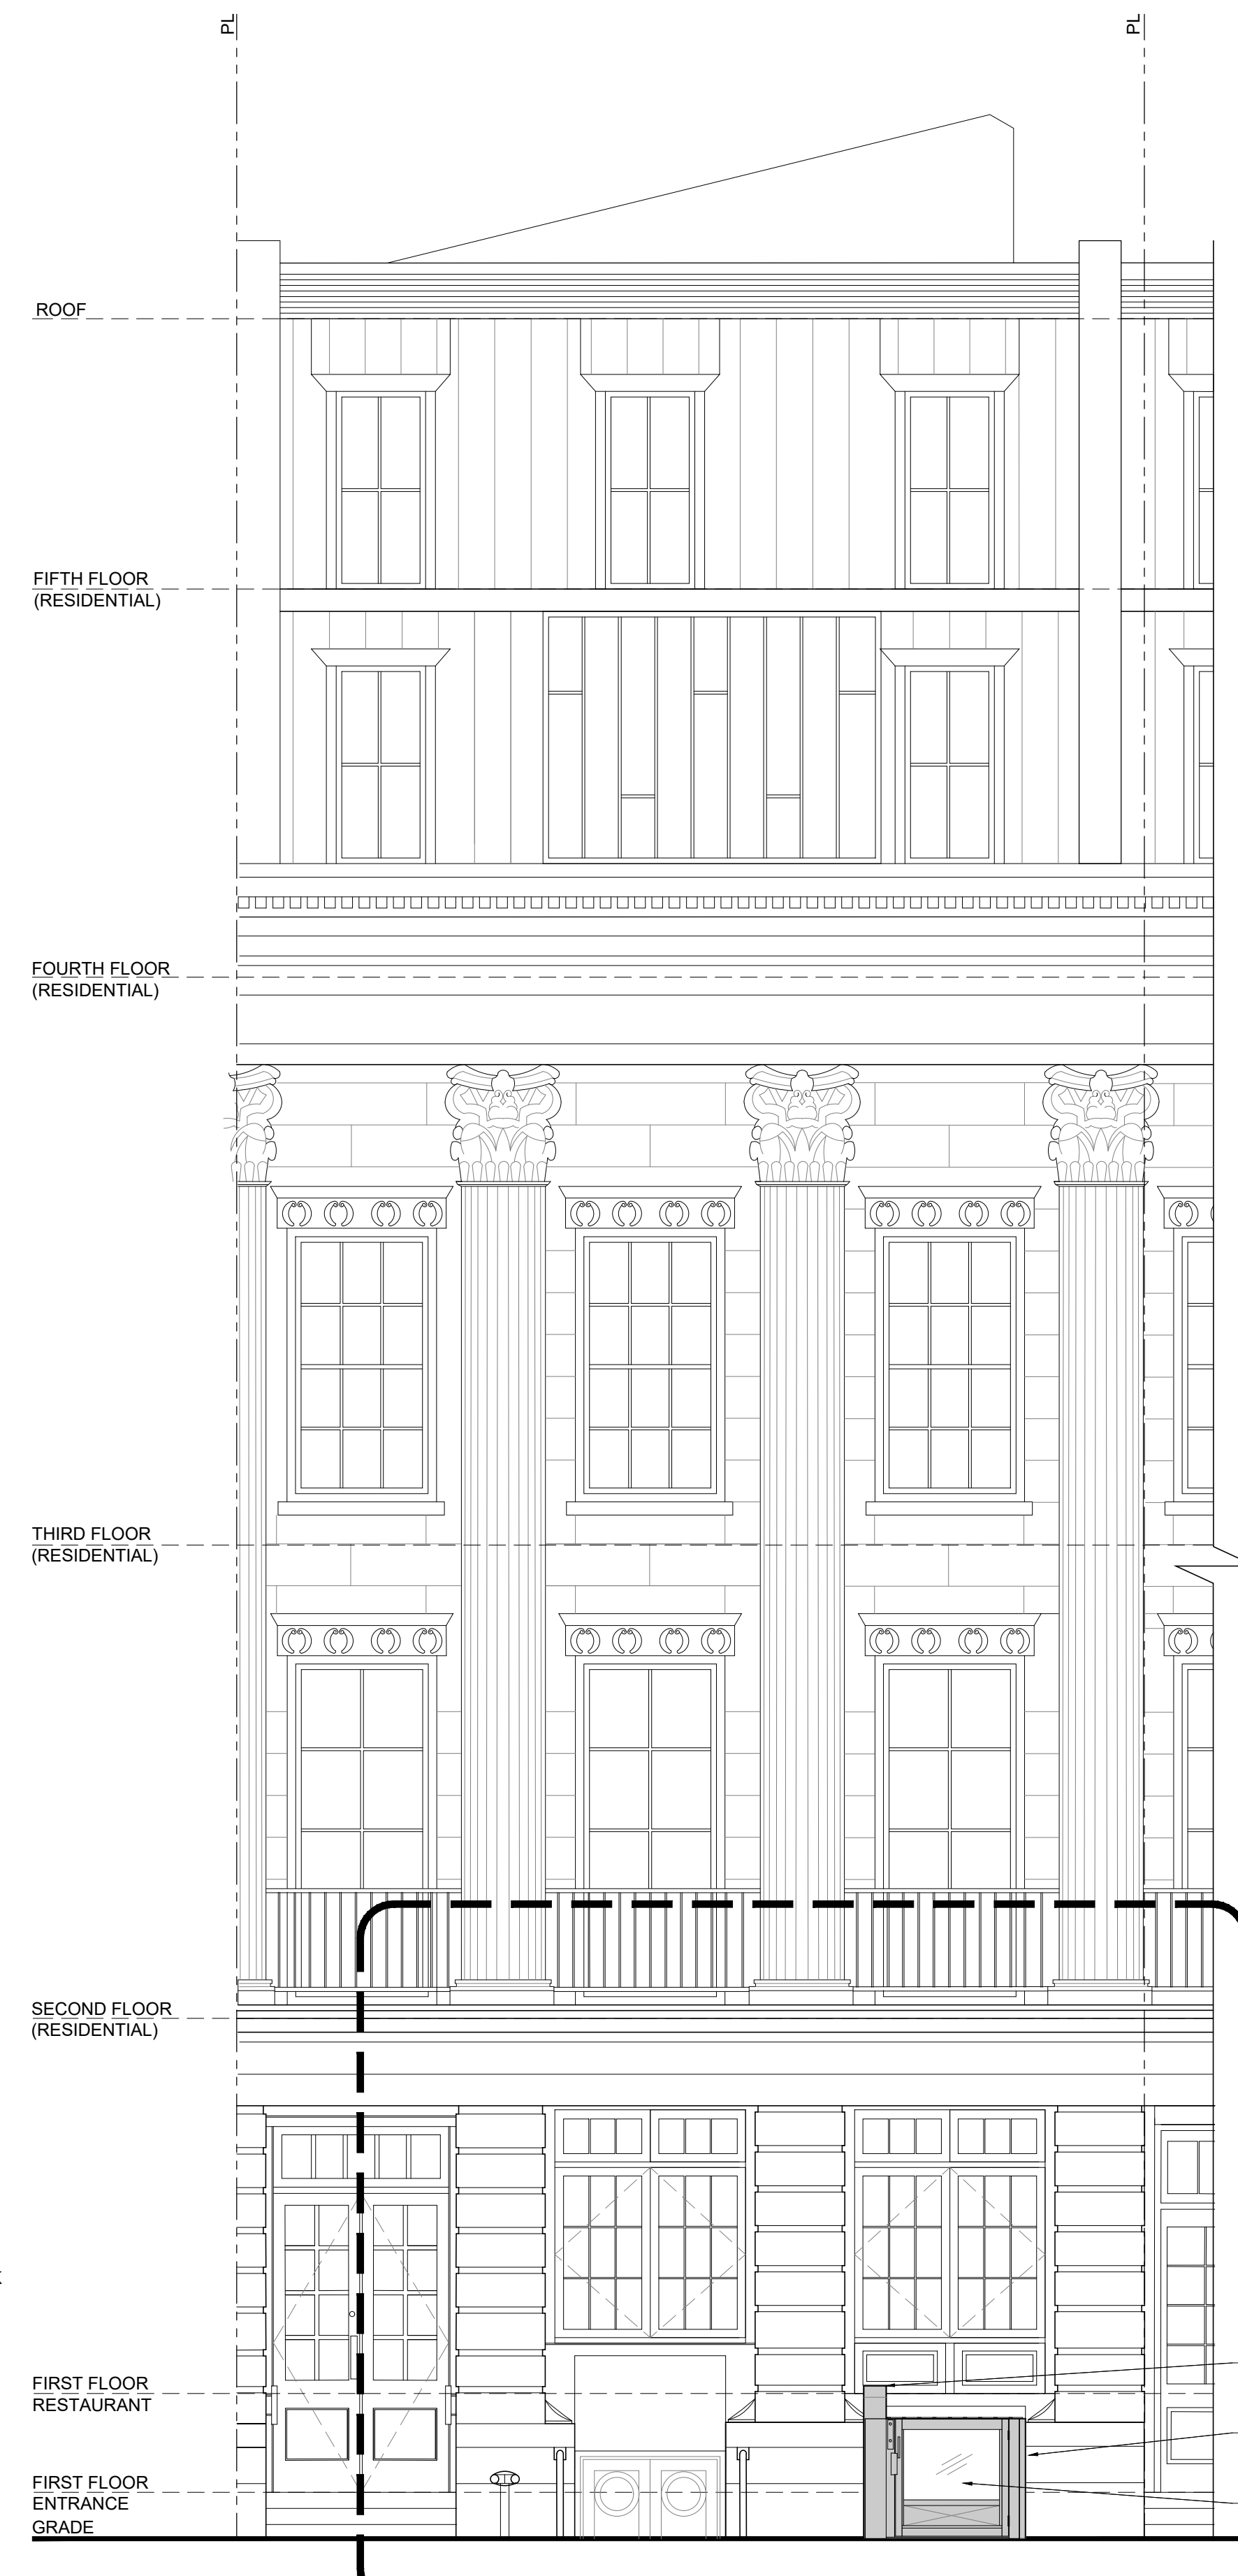 PL
PL
ROOF
FIFTH FLOOR
(RESIDENTIAL)
FOURTH FLOOR
(RESIDENTIAL)
THIRD FLOOR
(RESIDENTIAL)
SECOND FLOOR
(RESIDENTIAL)
FIRST FLOOR
RESTAURANT
FIRST FLOOR
ENTRANCE
GRADE